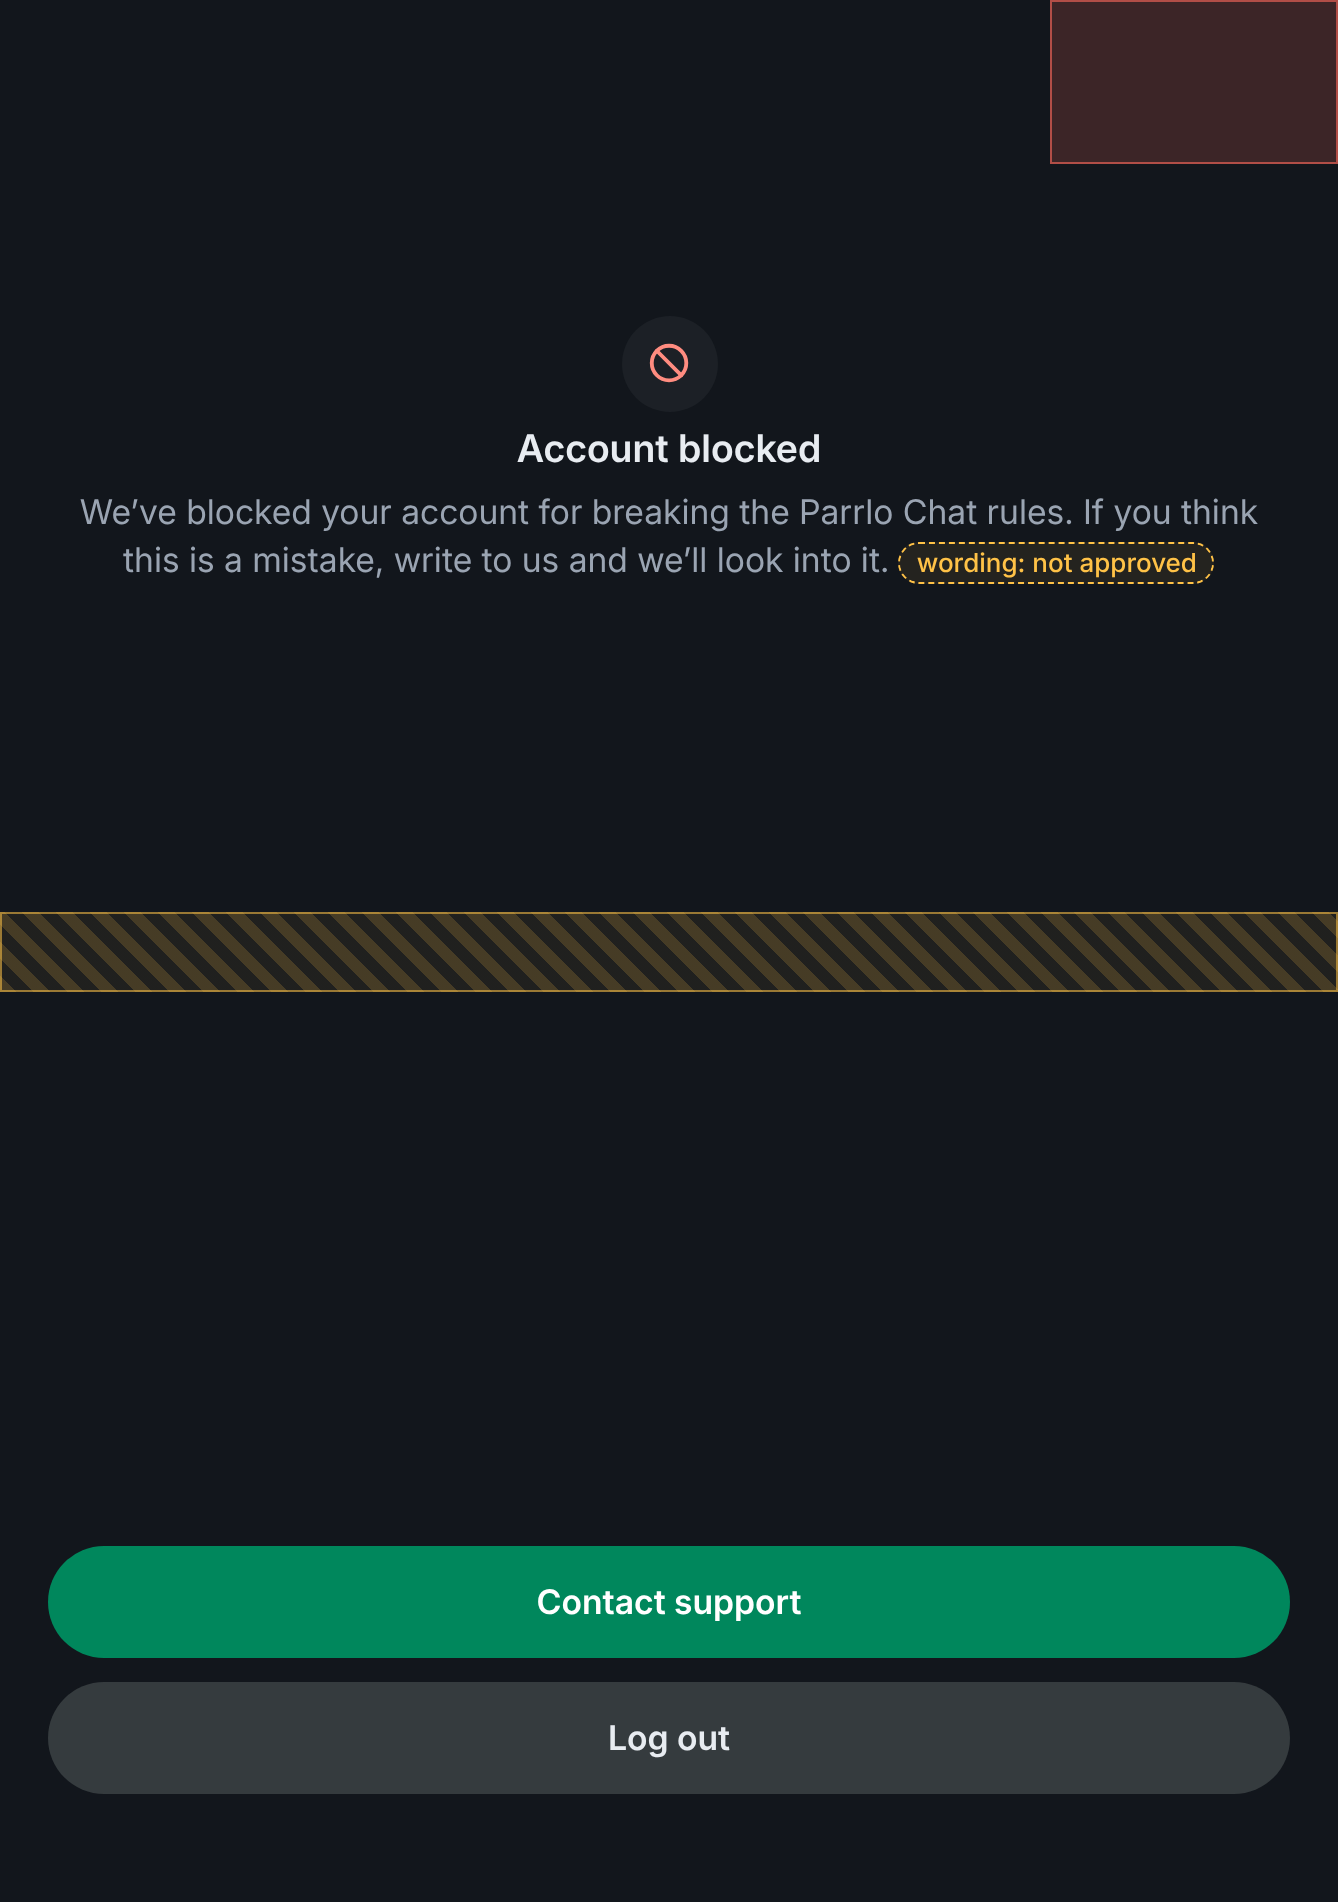 Account blocked
We’ve blocked your account for breaking the Parrlo Chat rules. If you think
this is a mistake, write to us and we’ll look into it. wording: not approved
Contact support
Log out